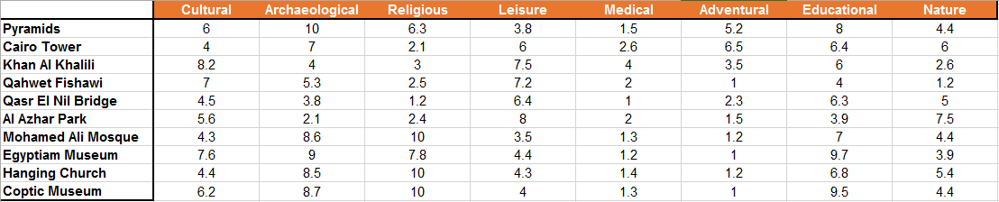 Cultural Archaeological Religious Leisure Medical Adventural Educational Nature
Pyramids 6 10 6.3 3.8 1.5 5.2 8 4.4
Cairo Tower 4 7 2.1 6 2.6 6.5 6.4 6
Khan Al Khalili 8.2 4 3 7.5 4 3.5 6 2.6
Qahwet Fishawi 7 5.3 2.5 7.2 2 1 4 1.2
Qasr El Nil Bridge 4.5 3.8 1.2 6.4 1 2.3 6.3 5
Al Azhar Park 5.6 2.1 2.4 8 2 1.5 3.9 7.5
Mohamed Ali Mosque 4.3 8.6 10 3.5 1.3 1.2 7 4.4
Egyptiam Museum 7.6 9 7.8 4.4 1.2 1 9.7 3.9
Hanging Church 4.4 8.5 10 4.3 1.4 1.2 6.8 5.4
Coptic Museum 6.2 8.7 10 4 1.3 1 9.5 4.4